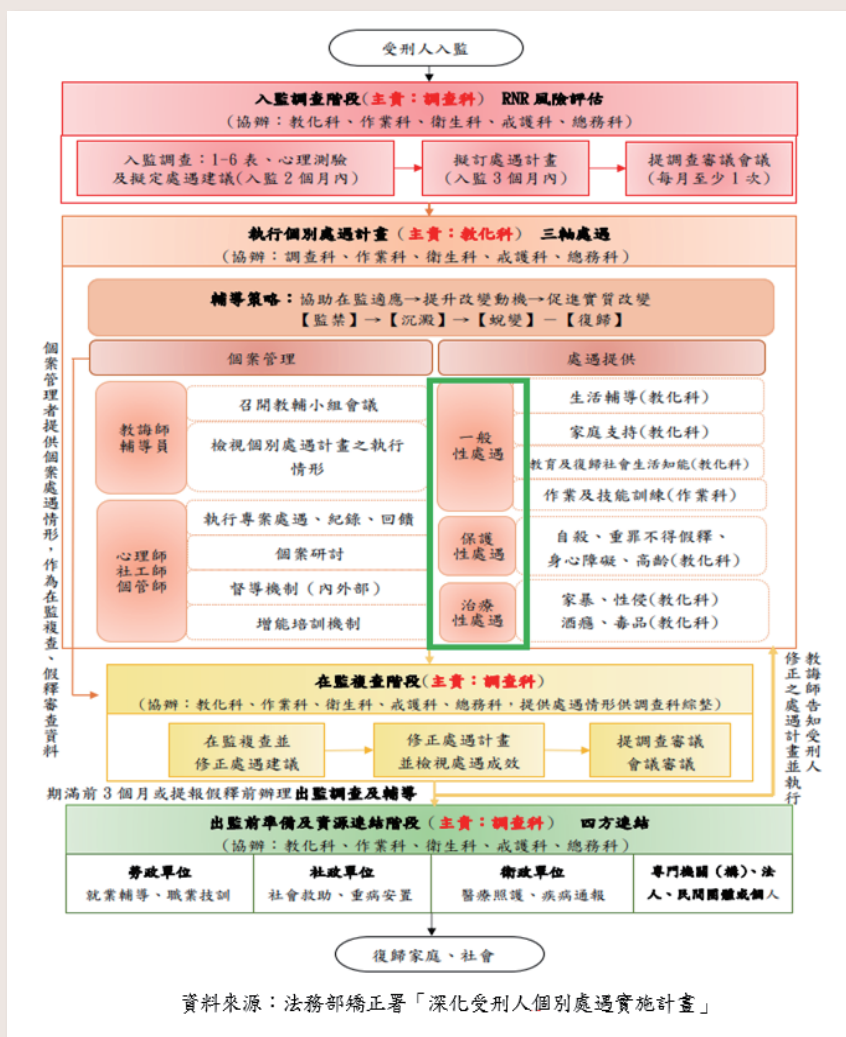 受刑人入監
入監調查階段(主責：調查科) RNR 風險評估
(協辦：教化科、作業科、衛生科、戒護科、總務科)
入監調查：1-6 表、心理測驗
及擬定處遇建議(入監 2 個月內)
擬訂處遇計畫
(入監 3 個月內)
提調查審議會議
(每月至少 1 次)
執行個別處遇計畫（主責：教化科） 三軸處遇
(協辦：調查科、作業科、衛生科、戒護科、總務科)
輔導策略：協助在監適應→提升改變動機→促進實質改變
【監禁】→【沉澱】→【蛻變】－【復歸】
個案管理
處遇提供
教誨師
輔導員
召開教輔小組會議
檢視個別處遇計畫之執行
情形
心理師
社工師
個管師
執行專案處遇、紀錄、回饋
個案研討
督導機制（內外部）
增能培訓機制
一般
性處遇
生活輔導(教化科)
家庭支持(教化科)
教育及復歸社會生活知能(教化科)
作業及技能訓練(作業科)
保護
性處遇
自殺、重罪不得假釋、
身心障礙、高齡(教化科)
治療
性處遇
家暴、性侵(教化科)
酒癮、毒品(教化科)
個案管理者提供個案處遇情形，作為在監複查、假釋審查資料
在監複查階段(主責：調查科)
(協辦：教化科、作業科、衛生科、戒護科、總務科，提供處遇情形供調查科綜整)
在監複查並
修正處遇建議
修正處遇計畫
並檢視處遇成效
提調查審議
會議審議
教誨師告知受刑人
修正之處遇計畫並執行
期滿前 3 個月或提報假釋前辦理出監調查及輔導
出監前準備及資源連結階段（主責：調查科） 四方連結
(協辦：教化科、作業科、衛生科、戒護科、總務科)
勞政單位
就業輔導、職業技訓
社政單位
社會救助、重病安置
衛政單位
醫療照護、疾病通報
專門機關（構）、法
人、民間團體或個人
復歸家庭、社會
資料來源：法務部矯正署「深化受刑人個別處遇實施計畫」